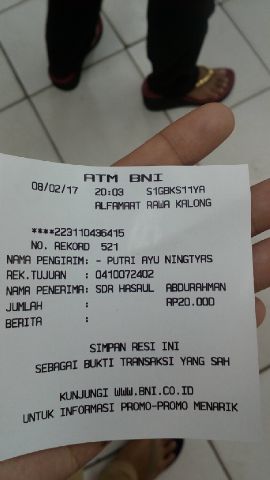 ATM BNI
08/02/17 20:03 S1GBKS11YA
ALFAMART RAWA KALONG
****223110436415
NO. REKORD 521
NAMA PENGIRIM: - PUTRI AYU NINGTYAS
REK.TUJUAN : 0410072402
NAMA PENERIMA: SDR HASAUL ABDURAHMAN
JUMLAH : RP20.000
BERITA :
SIMPAN RESI INI
SEBAGAI BUKTI TRANSAKSI YANG SAH
KUNJUNGI WWW.BNI.CO.ID
UNTUK INFORMASI PROMO-PROMO MENARIK